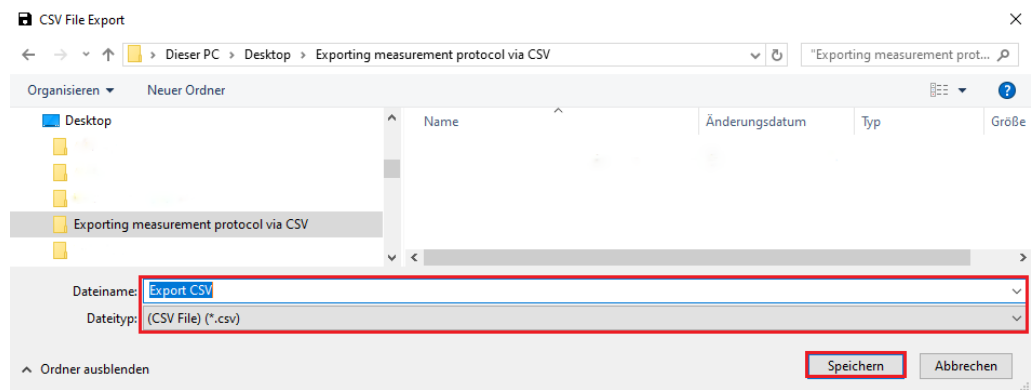 CSV File Export
Dieser PC > Desktop > Exporting measurement protocol via CSV
"Exporting measurement prot...
Organisieren Neuer Ordner
Desktop
Name Änderungsdatum Typ Größe
Exporting measurement protocol via CSV
Dateiname: Export CSV
Dateityp: (CSV File) (*.csv)
Ordner ausblenden
Speichern Abbrechen